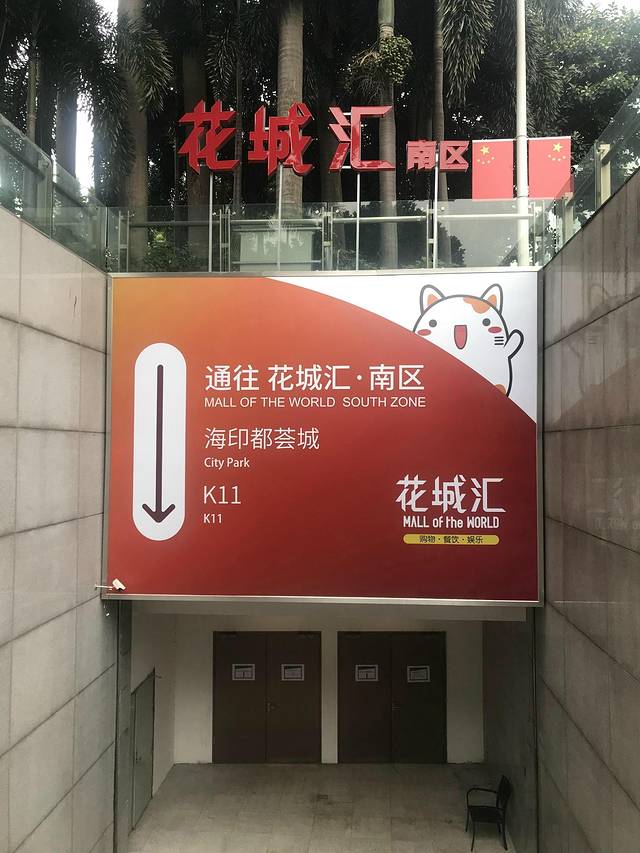 花城汇 南区
通往 花城汇·南区
MALL OF THE WORLD SOUTH ZONE
海印都荟城
City Park
K11
K11
花城汇
MALL of the WORLD
购物·餐饮·娱乐